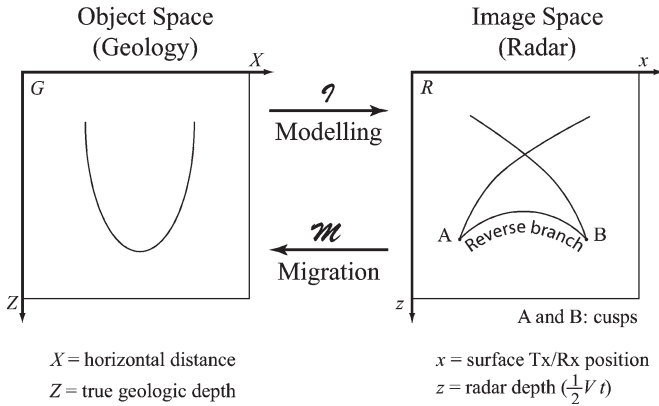 Object Space
(Geology)
X
G
Z
X = horizontal distance
Z = true geologic depth
ℐ
Modelling
ℳ
Migration
Image Space
(Radar)
x
R
A
B
Reverse branch
z
A and B: cusps
x = surface Tx/Rx position
z = radar depth (½Vt)